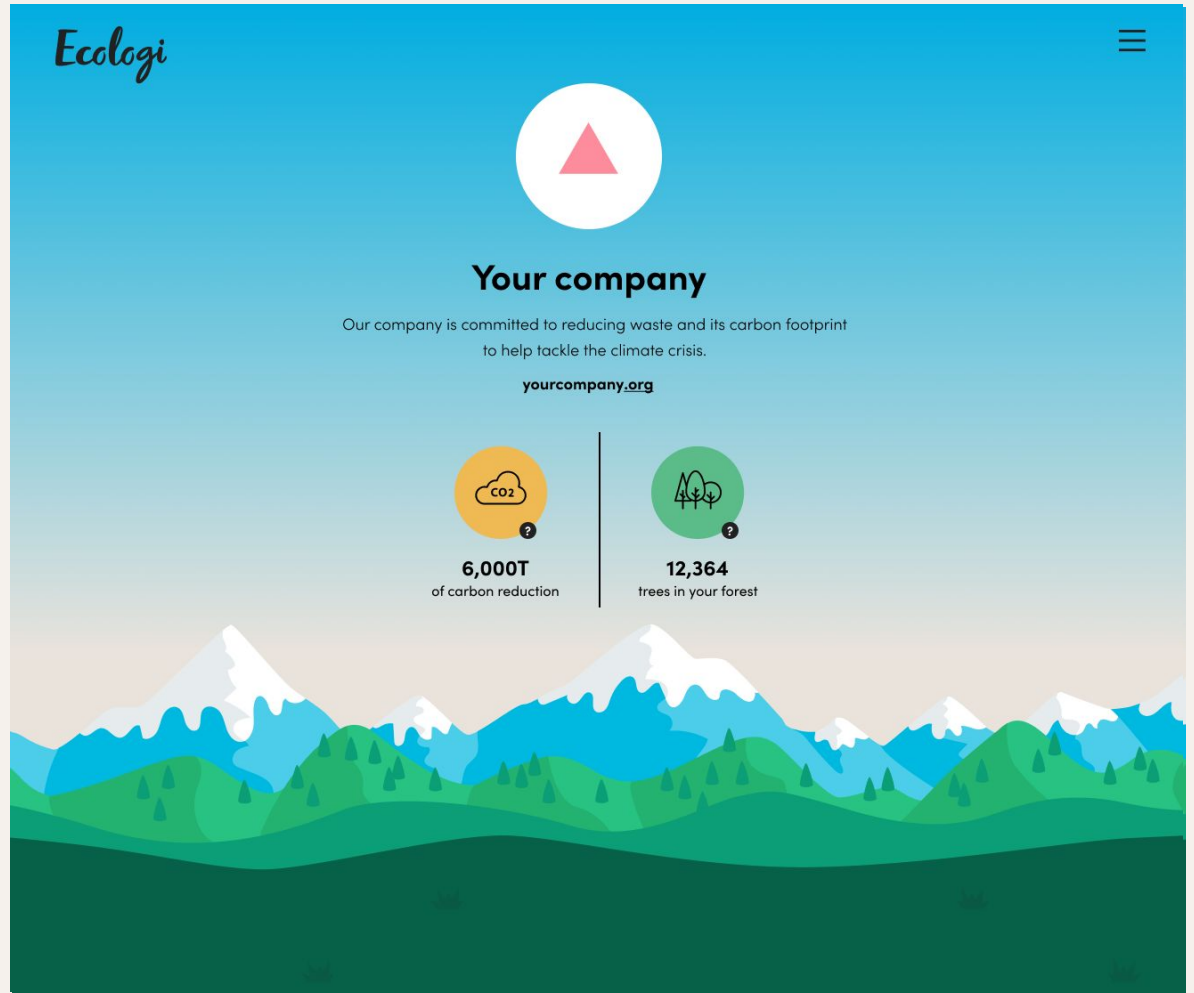 Ecologi
Your company
Our company is committed to reducing waste and its carbon footprint
to help tackle the climate crisis.
yourcompany.org
CO2
?
?
6,000T
of carbon reduction
12,364
trees in your forest